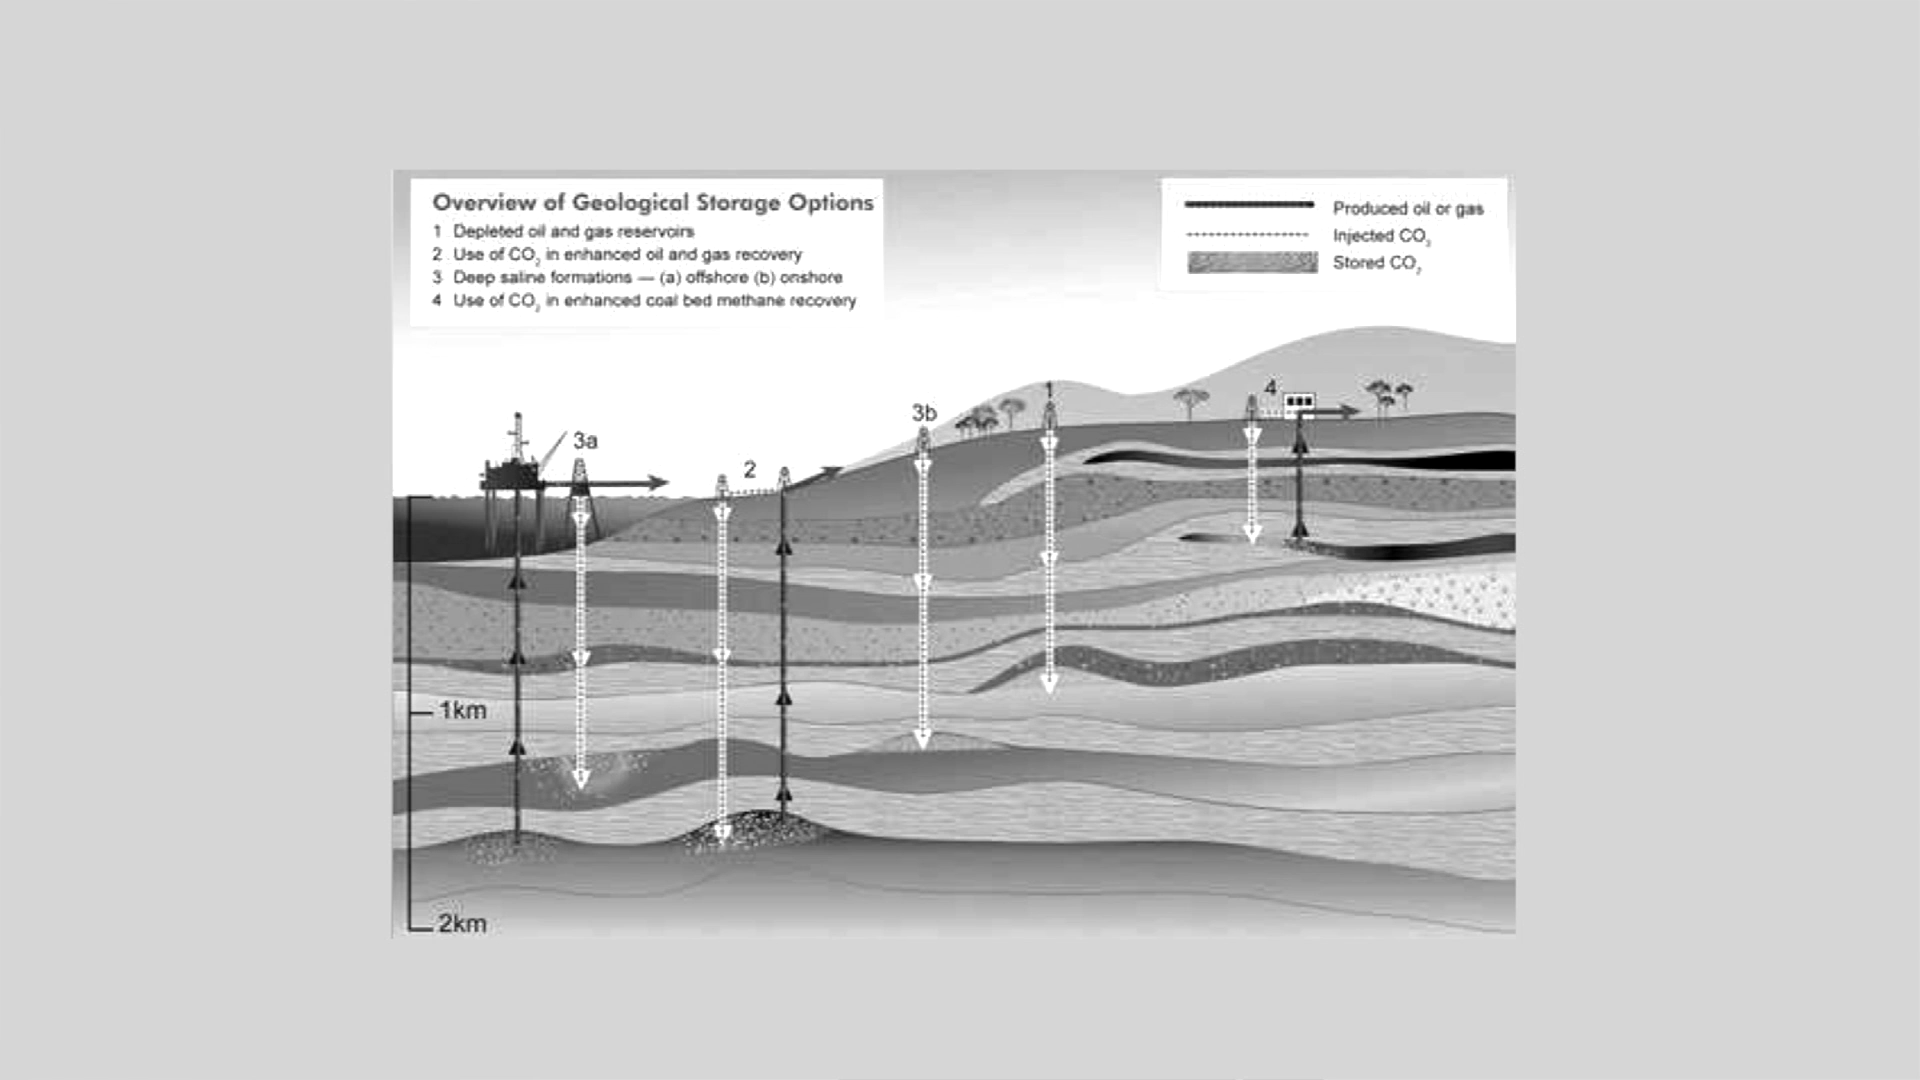 Overview of Geological Storage Options
1 Depleted oil and gas reservoirs
2 Use of CO₂ in enhanced oil and gas recovery
3 Deep saline formations — (a) offshore (b) onshore
4 Use of CO₂ in enhanced coal bed methane recovery
Produced oil or gas
Injected CO₂
Stored CO₂
1
4
3b
3a
2
1km
2km